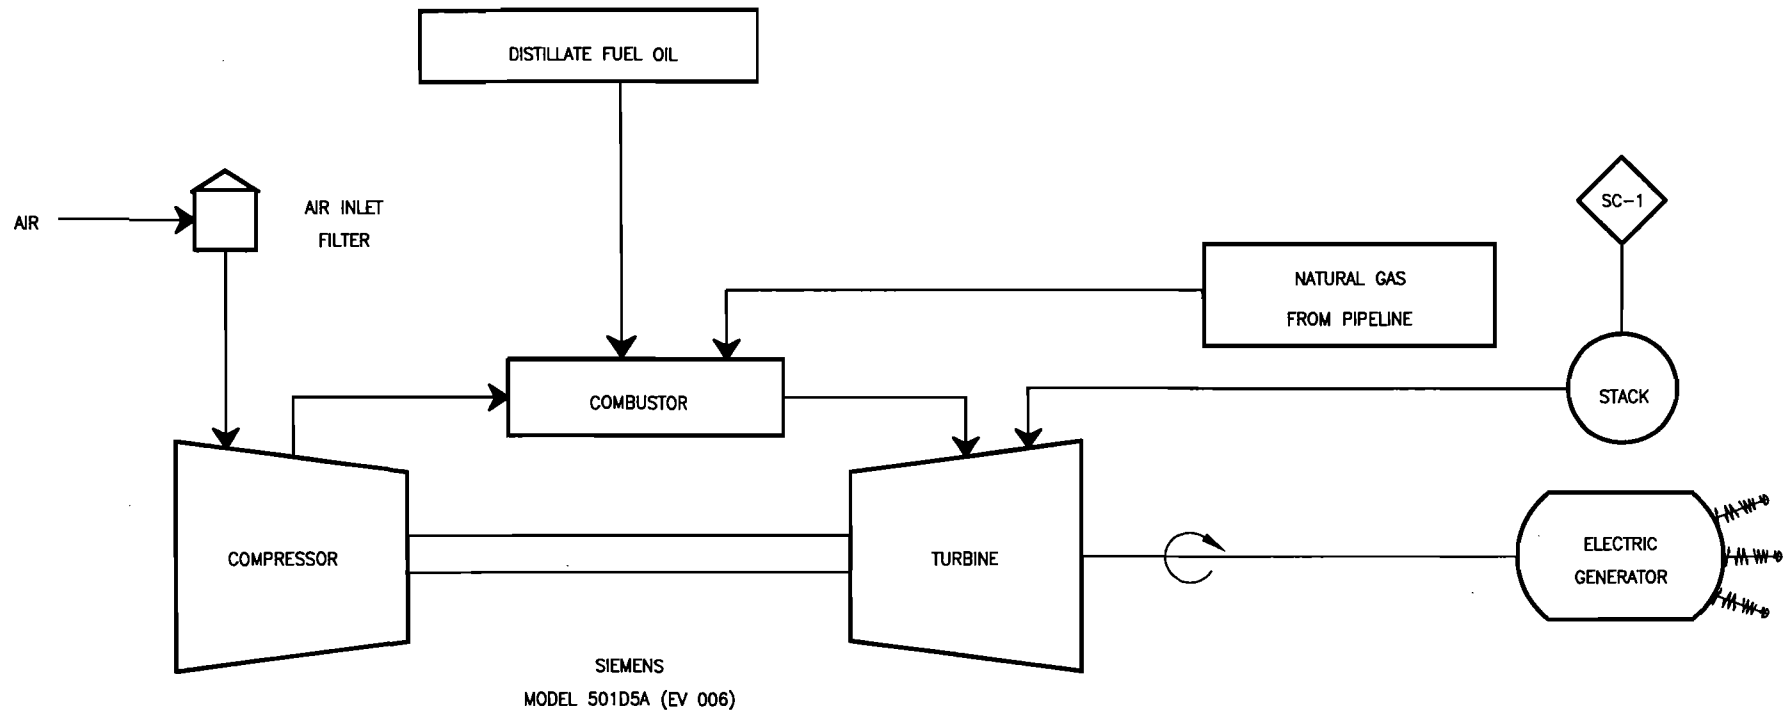 DISTILLATE FUEL OIL
AIR
AIR INLET
FILTER
SC-1
NATURAL GAS
FROM PIPELINE
COMBUSTOR
STACK
COMPRESSOR
TURBINE
ELECTRIC
GENERATOR
SIEMENS
MODEL 501D5A (EV 006)